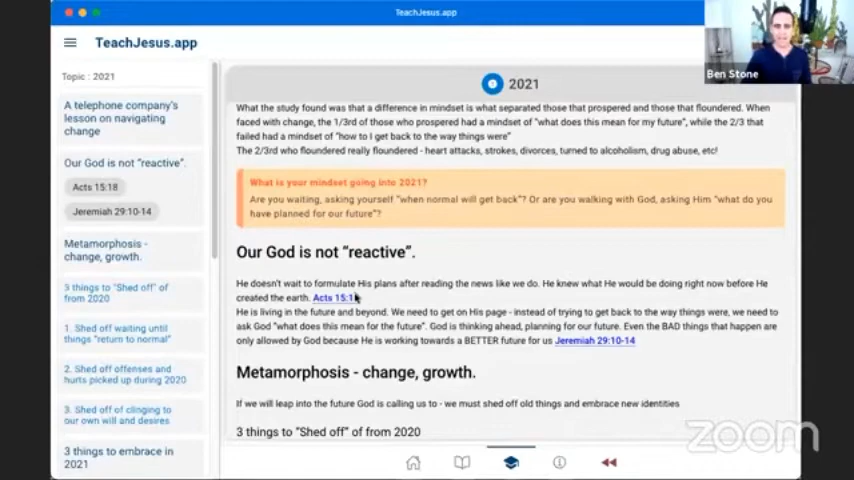 TeachJesus.app
TeachJesus.app
Ben Stone
Topic : 2021
A telephone company's
lesson on navigating
change
Our God is not "reactive".
Acts 15:18
Jeremiah 29:10-14
Metamorphosis -
change, growth.
3 things to "Shed off" of
from 2020
1. Shed off waiting until
things "return to normal"
2. Shed off offenses and
hurts picked up during 2020
3. Shed off of clinging to
our own will and desires
3 things to embrace in
2021
2021
What the study found was that a difference in mindset is what separated those that prospered and those that floundered. When
faced with change, the 1/3rd of those who prospered had a mindset of "what does this mean for my future", while the 2/3 that
failed had a mindset of "how to I get back to the way things were"
The 2/3rd who floundered really floundered - heart attacks, strokes, divorces, turned to alcoholism, drug abuse, etc!
What is your mindset going into 2021?
Are you waiting, asking yourself "when normal will get back"? Or are you walking with God, asking Him "what do you
have planned for our future"?
Our God is not "reactive".
He doesn't wait to formulate His plans after reading the news like we do. He knew what He would be doing right now before He
created the earth. Acts 15:1
He is living in the future and beyond. We need to get on His page - instead of trying to get back to the way things were, we need to
ask God "what does this mean for the future". God is thinking ahead, planning for our future. Even the BAD things that happen are
only allowed by God because He is working towards a BETTER future for us Jeremiah 29:10-14
Metamorphosis - change, growth.
If we will leap into the future God is calling us to - we must shed off old things and embrace new identities
3 things to "Shed off" of from 2020
zoom